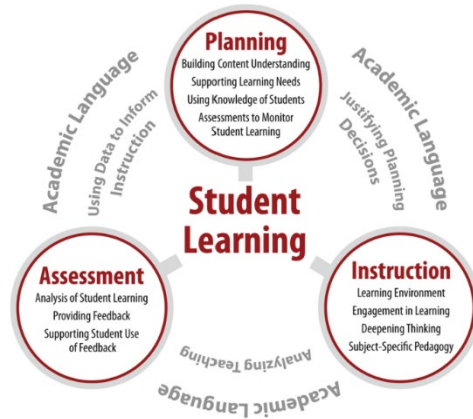 Planning
Building Content Understanding
Supporting Learning Needs
Using Knowledge of Students
Assessments to Monitor
Student Learning
Academic Language
Using Data to Inform
Instruction
Academic Language
Justifying Planning
Decisions
Student
Learning
Assessment
Analysis of Student Learning
Providing Feedback
Supporting Student Use
of Feedback
Instruction
Learning Environment
Engagement in Learning
Deepening Thinking
Subject-Specific Pedagogy
Analyzing Teaching
Academic Language